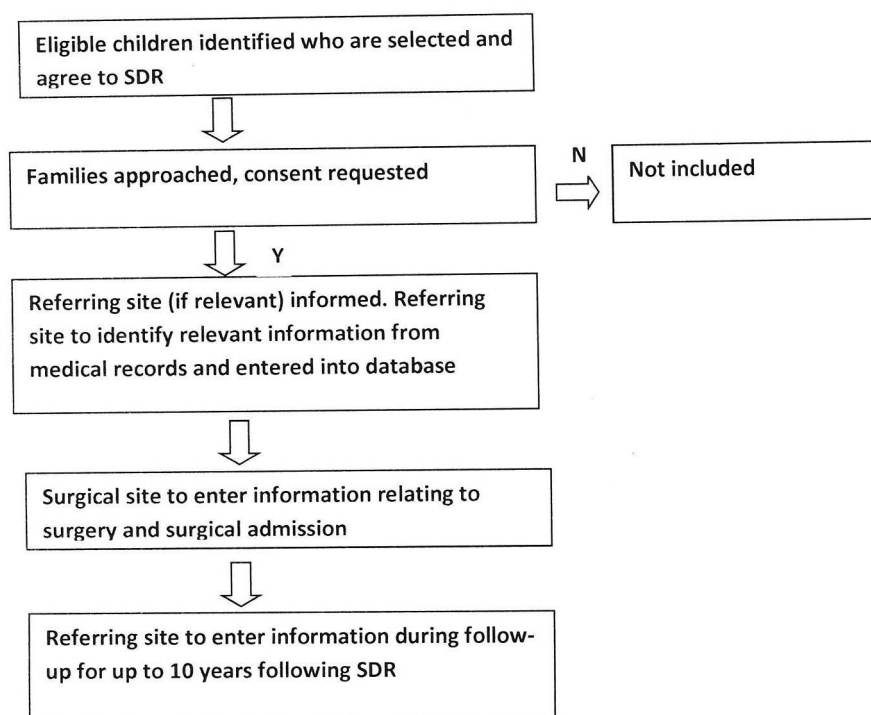 Eligible children identified who are selected and
agree to SDR
Families approached, consent requested
N
Not included
Y
Referring site (if relevant) informed. Referring
site to identify relevant information from
medical records and entered into database
Surgical site to enter information relating to
surgery and surgical admission
Referring site to enter information during follow-
up for up to 10 years following SDR